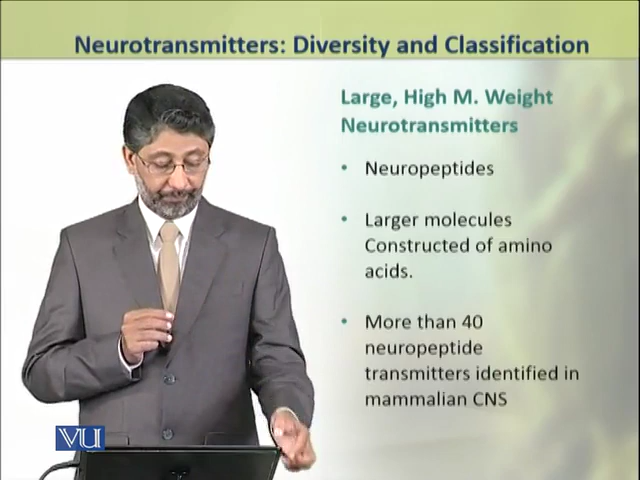 Neurotransmitters: Diversity and Classification
Large, High M. Weight
Neurotransmitters
• Neuropeptides
• Larger molecules
Constructed of amino
acids.
• More than 40
neuropeptide
transmitters identified in
mammalian CNS
VU